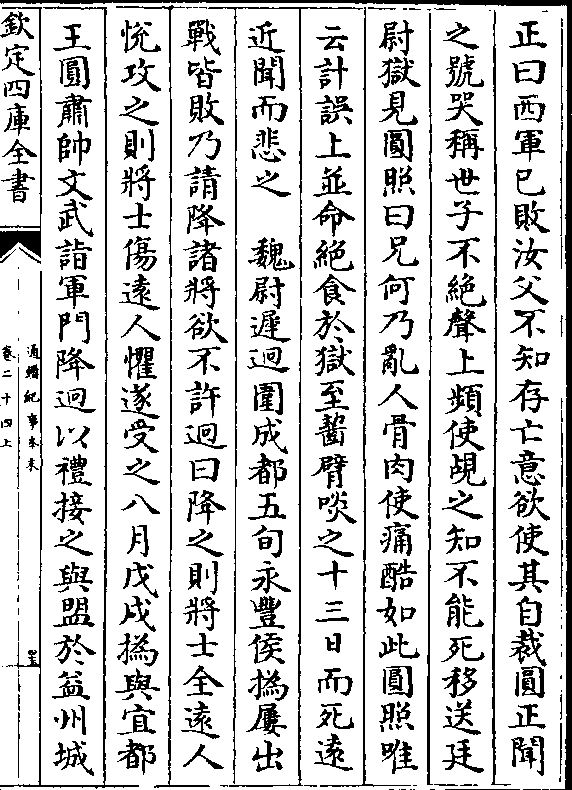 正曰西軍已敗汝父不知存亡意欲使其自裁圓正聞
之號哭稱世子不絶聲上頻使覘之知不能死移送廷
尉獄見圓照曰兄何乃亂人骨肉使痛酷如此圓照唯
云計誤上並命絶食於獄至齧臂啖之十三日而死逺
近聞而悲之　魏尉遲迥圍成都五旬永豐侯撝屢出
戰皆敗乃請降諸將欲不許迥曰降之則將士全逺人
悅攻之則將士傷逺人懼遂受之八月戊戌撝與宜都
王圓肅帥文武詣軍門降迥以禮接之與盟於益州城
欽定四庫全書
通鑑紀事本末
卷二十四上